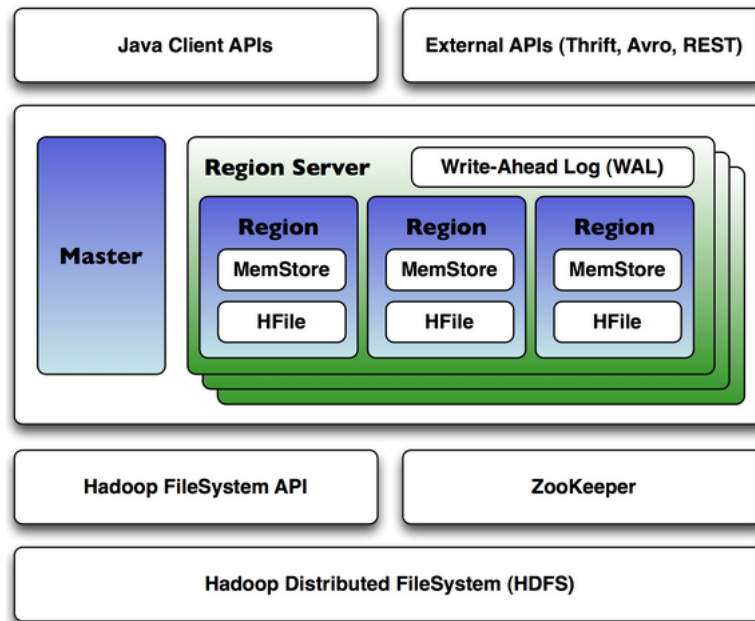 Java Client APIs
External APIs (Thrift, Avro, REST)
Master
Region Server
Write-Ahead Log (WAL)
Region
MemStore
HFile
Region
MemStore
HFile
Region
MemStore
HFile
Hadoop FileSystem API
ZooKeeper
Hadoop Distributed FileSystem (HDFS)